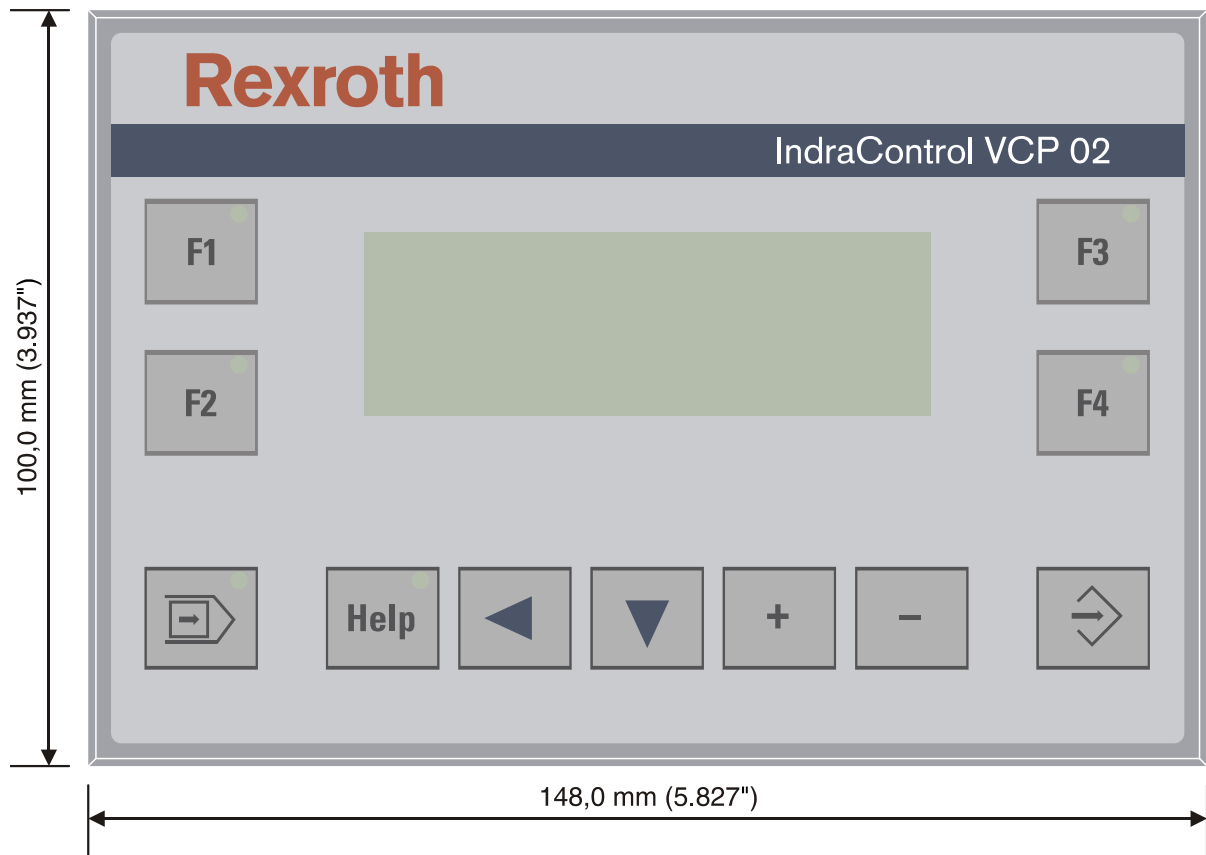 Rexroth
IndraControl VCP 02
F1
F3
100,0 mm (3.937")
F2
F4
Help
+
−
148,0 mm (5.827")